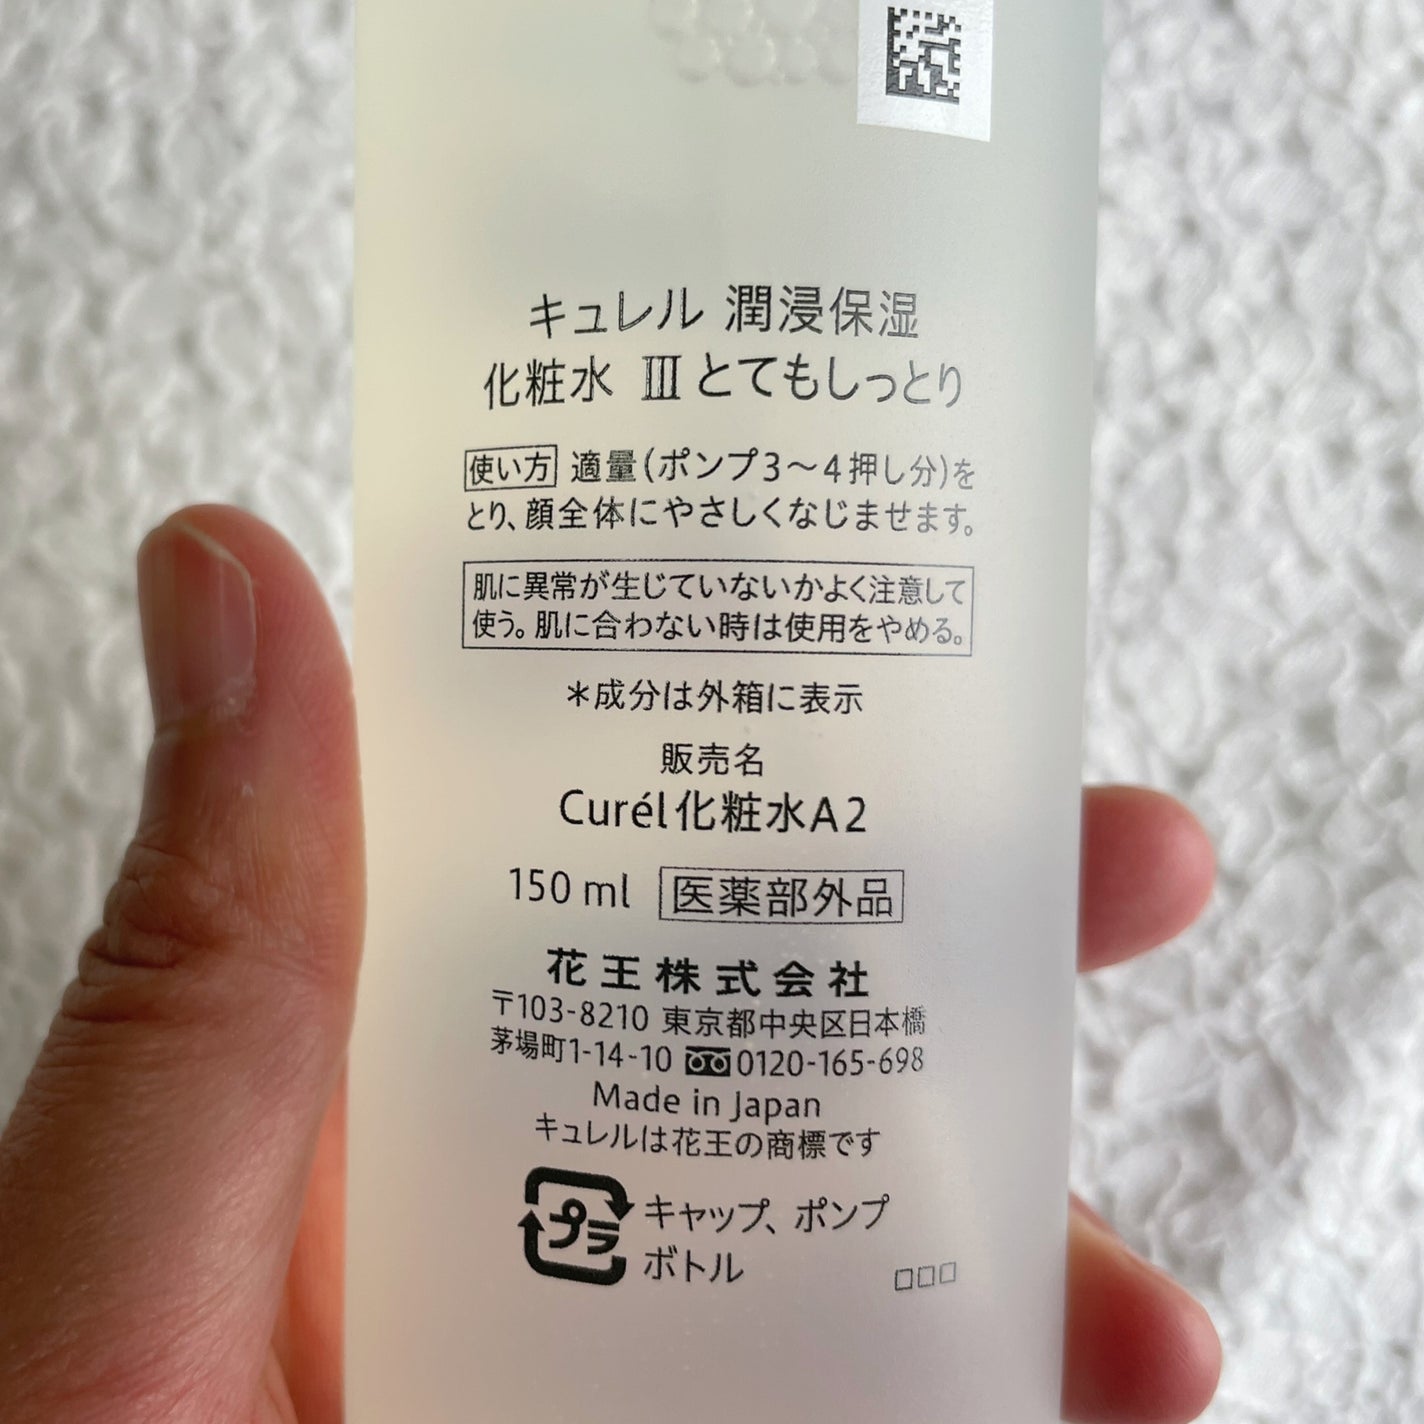 キュレル 潤浸保湿
化粧水 Ⅲ とてもしっとり
使い方 適量(ポンプ3～4押し分)を
とり、顔全体にやさしくなじませます。
肌に異常が生じていないかよく注意して
使う。肌に合わない時は使用をやめる。
＊成分は外箱に表示
販売名
Curél化粧水A2
150 ml 医薬部外品
花王株式会社
〒103-8210 東京都中央区日本橋
茅場町1-14-10 0120-165-698
Made in Japan
キュレルは花王の商標です
プラ キャップ、ポンプ
ボトル